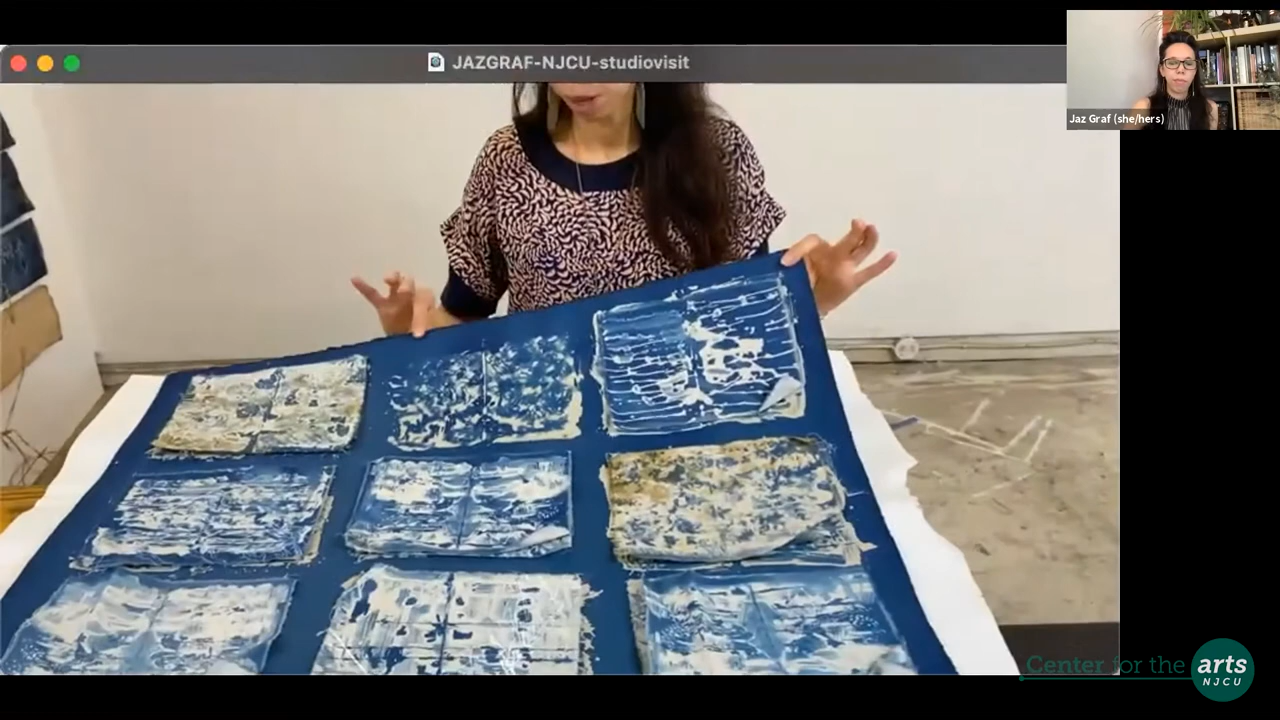 JAZGRAF-NJCU-studiovisit
Jaz Graf (she/hers)
Center for the arts
NJCU